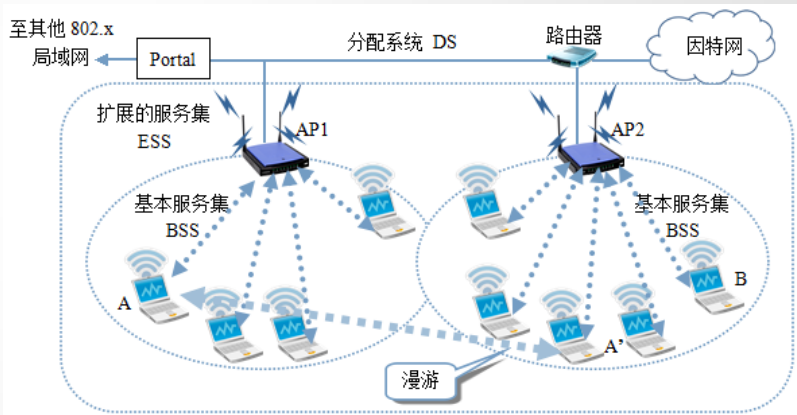 至其他 802.x
局域网
Portal
分配系统 DS
路由器
因特网
扩展的服务集
ESS
AP1
AP2
基本服务集
BSS
基本服务集
BSS
A
B
A’
漫游